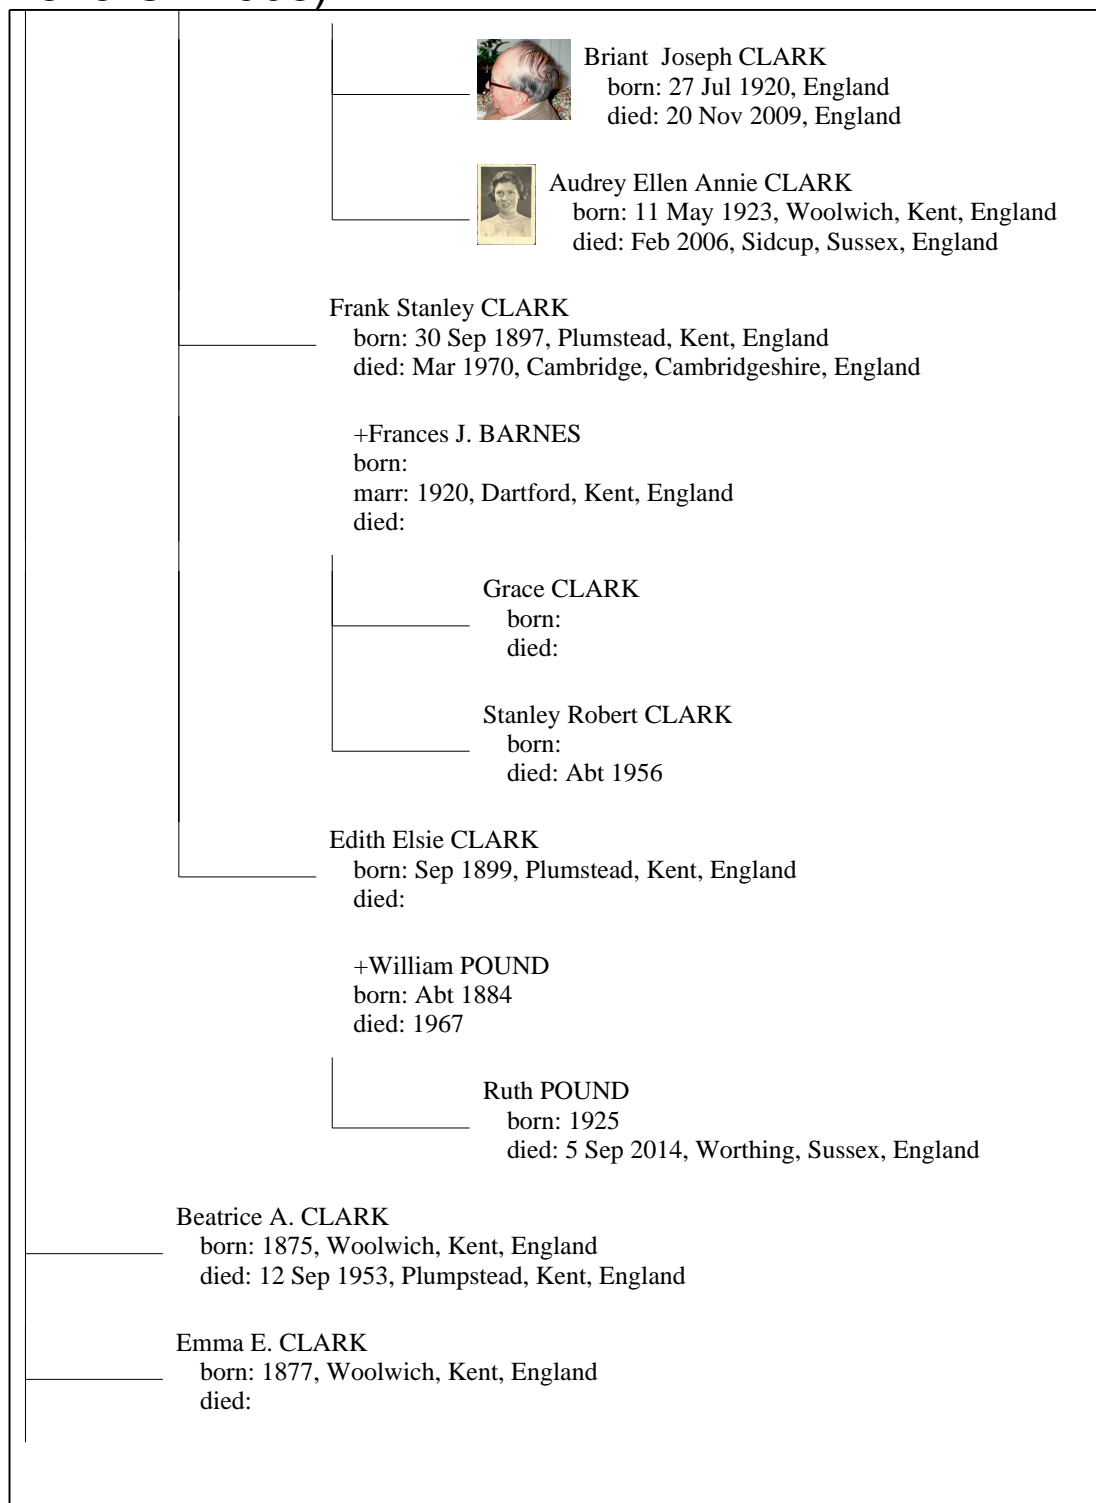 Briant  Joseph CLARK
born: 27 Jul 1920, England
died: 20 Nov 2009, England
Audrey Ellen Annie CLARK
born: 11 May 1923, Woolwich, Kent, England
died: Feb 2006, Sidcup, Sussex, England
Frank Stanley CLARK
born: 30 Sep 1897, Plumstead, Kent, England
died: Mar 1970, Cambridge, Cambridgeshire, England
+Frances J. BARNES
born:
marr: 1920, Dartford, Kent, England
died:
Grace CLARK
born:
died:
Stanley Robert CLARK
born:
died: Abt 1956
Edith Elsie CLARK
born: Sep 1899, Plumstead, Kent, England
died:
+William POUND
born: Abt 1884
died: 1967
Ruth POUND
born: 1925
died: 5 Sep 2014, Worthing, Sussex, England
Beatrice A. CLARK
born: 1875, Woolwich, Kent, England
died: 12 Sep 1953, Plumpstead, Kent, England
Emma E. CLARK
born: 1877, Woolwich, Kent, England
died: